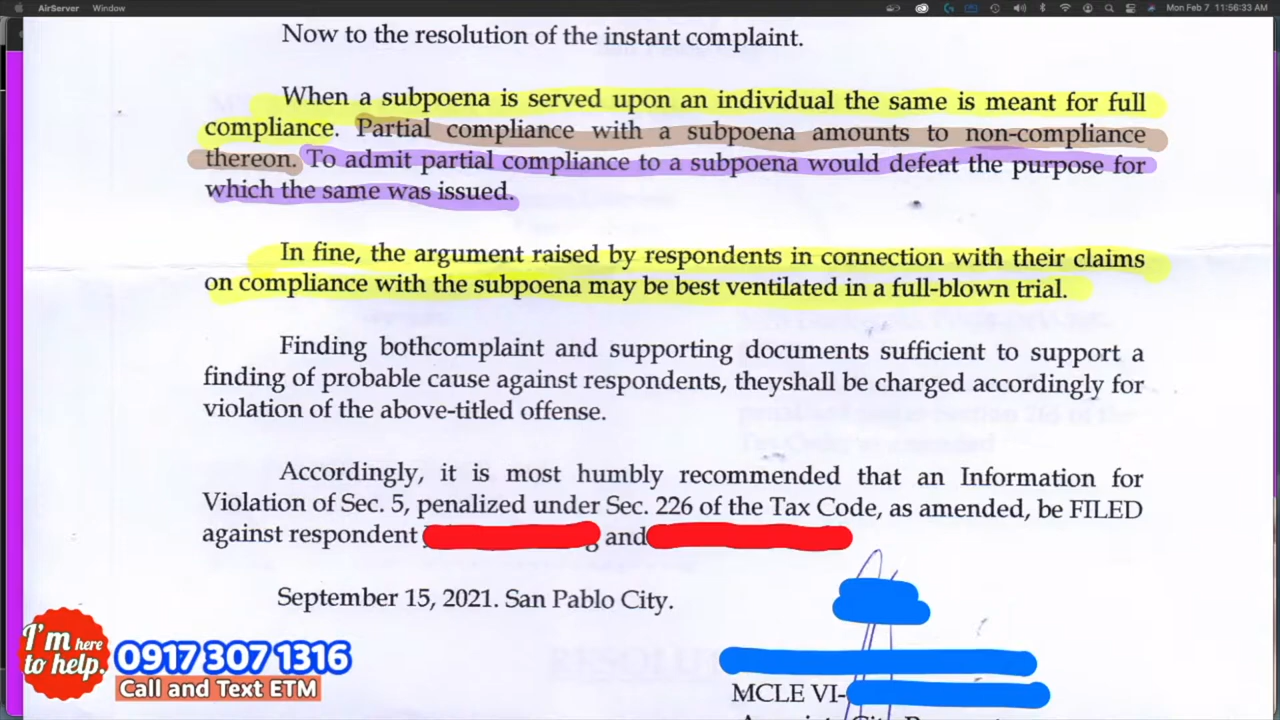 AirServer Window Mon Feb 7 11:56:33 AM
Now to the resolution of the instant complaint.
When a subpoena is served upon an individual the same is meant for full
compliance. Partial compliance with a subpoena amounts to non-compliance
thereon. To admit partial compliance to a subpoena would defeat the purpose for
which the same was issued.
In fine, the argument raised by respondents in connection with their claims
on compliance with the subpoena may be best ventilated in a full-blown trial.
Finding bothcomplaint and supporting documents sufficient to support a
finding of probable cause against respondents, theyshall be charged accordingly for
violation of the above-titled offense.
Accordingly, it is most humbly recommended that an Information for
Violation of Sec. 5, penalized under Sec. 226 of the Tax Code, as amended, be FILED
against respondent and
September 15, 2021. San Pablo City.
MCLE VI-
I'm here
to help.
0917 307 1316
Call and Text ETM